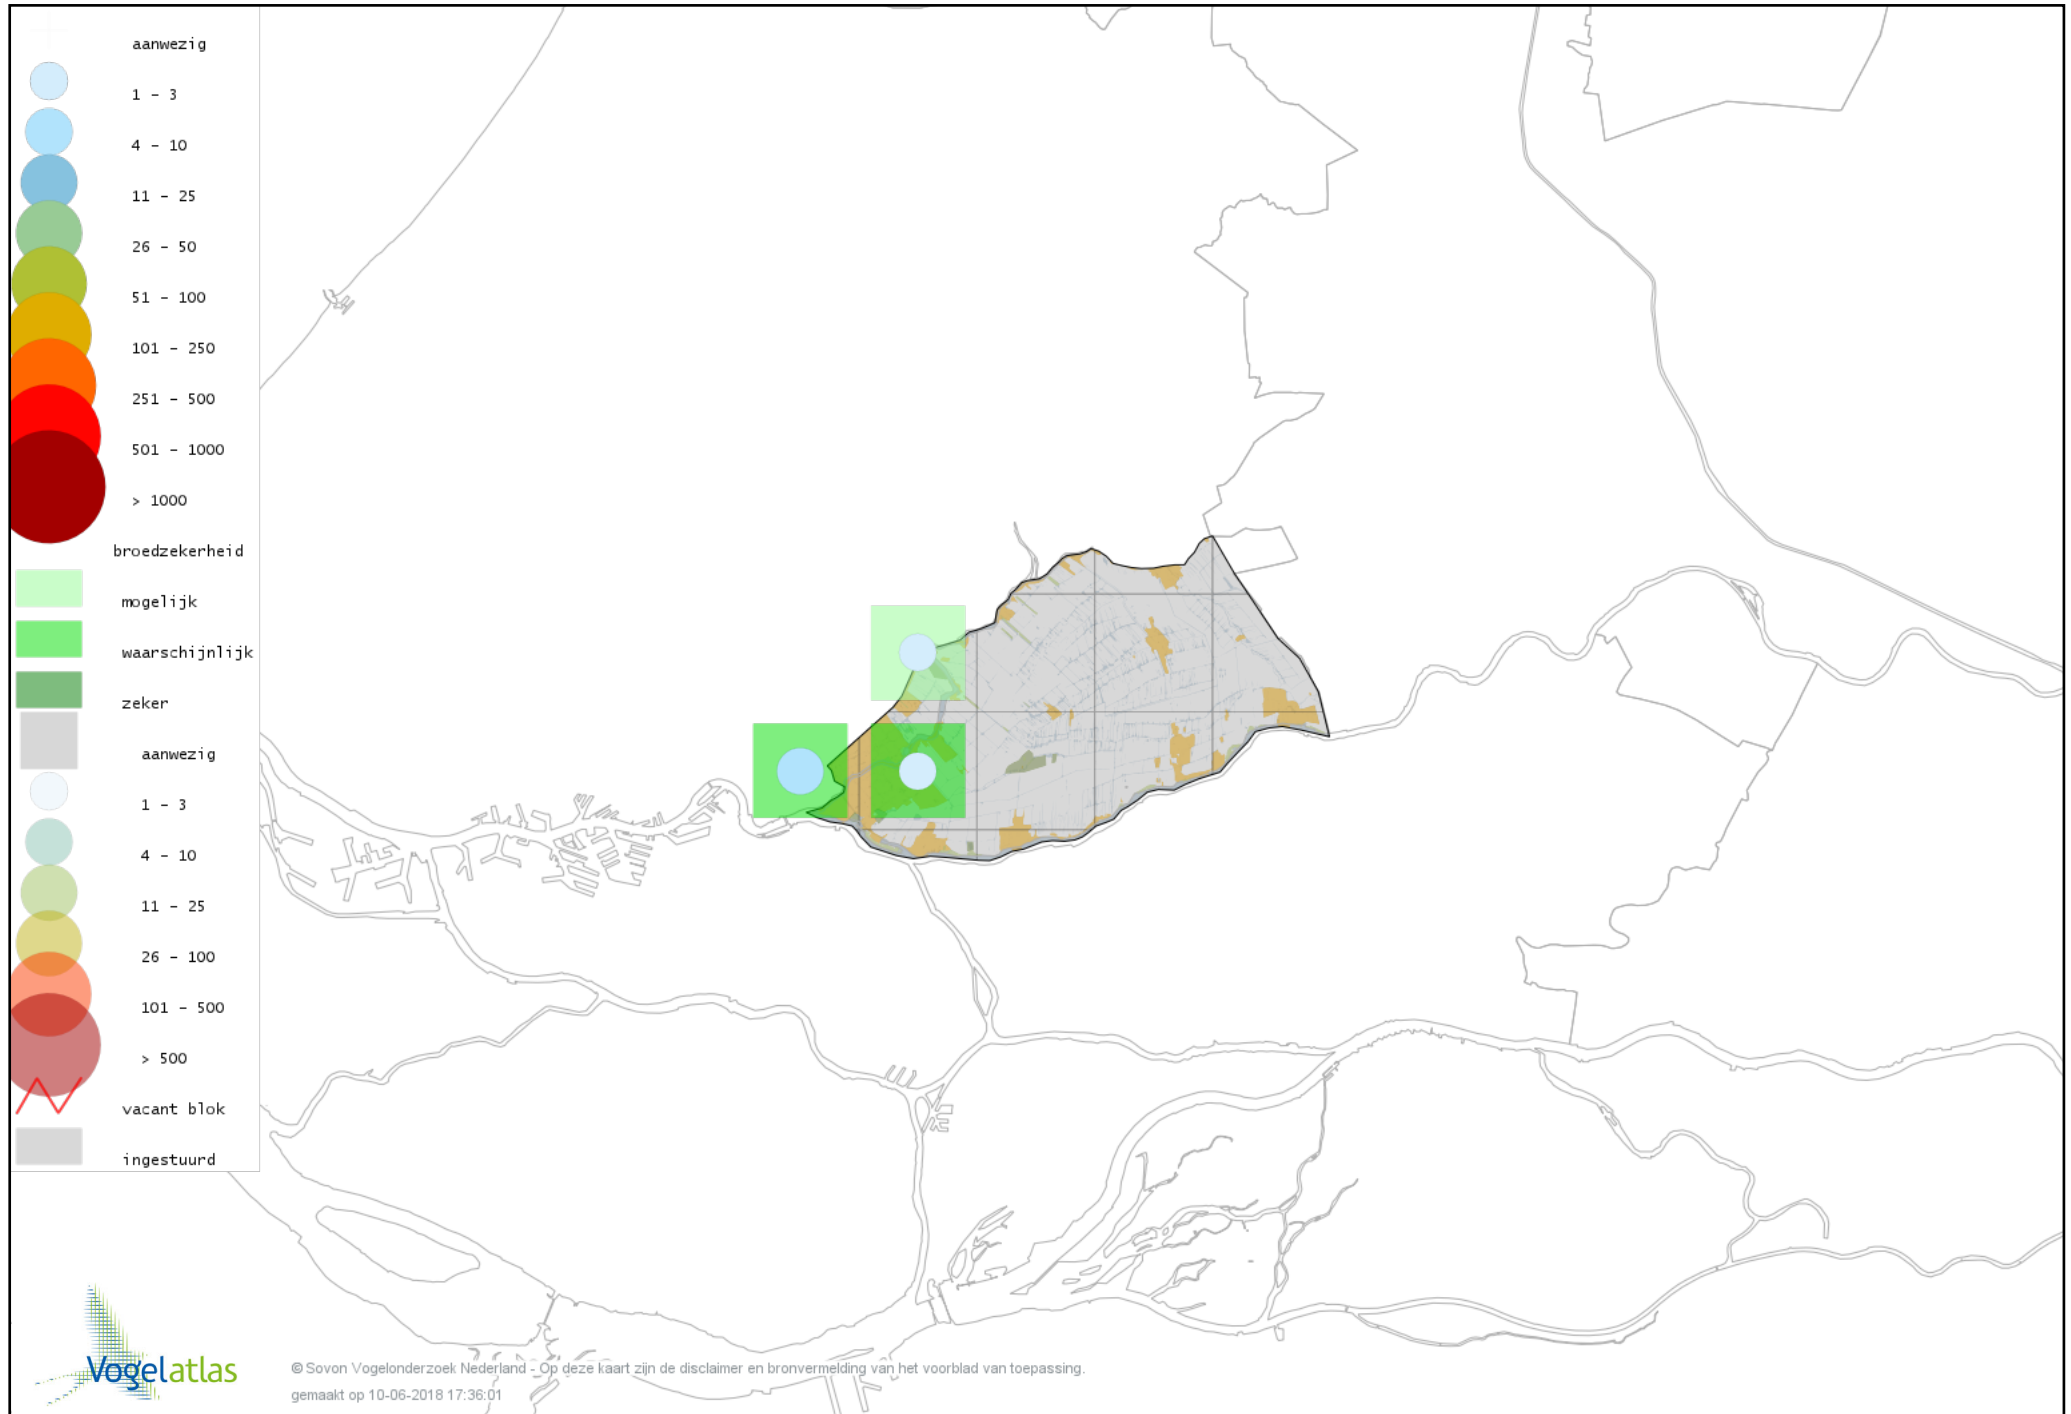 aanwezig
1 – 3
4 – 10
11 – 25
26 – 50
51 – 100
101 – 250
251 – 500
501 – 1000
> 1000
broedzekerheid
mogelijk
waarschijnlijk
zeker
aanwezig
1 – 3
4 – 10
11 – 25
26 – 100
101 – 500
> 500
vacant blok
ingestuurd
Vogelatlas
© Sovon Vogelonderzoek Nederland - Op deze kaart zijn de disclaimer en bronvermelding van het voorblad van toepassing.
gemaakt op 10-06-2018 17:36:01